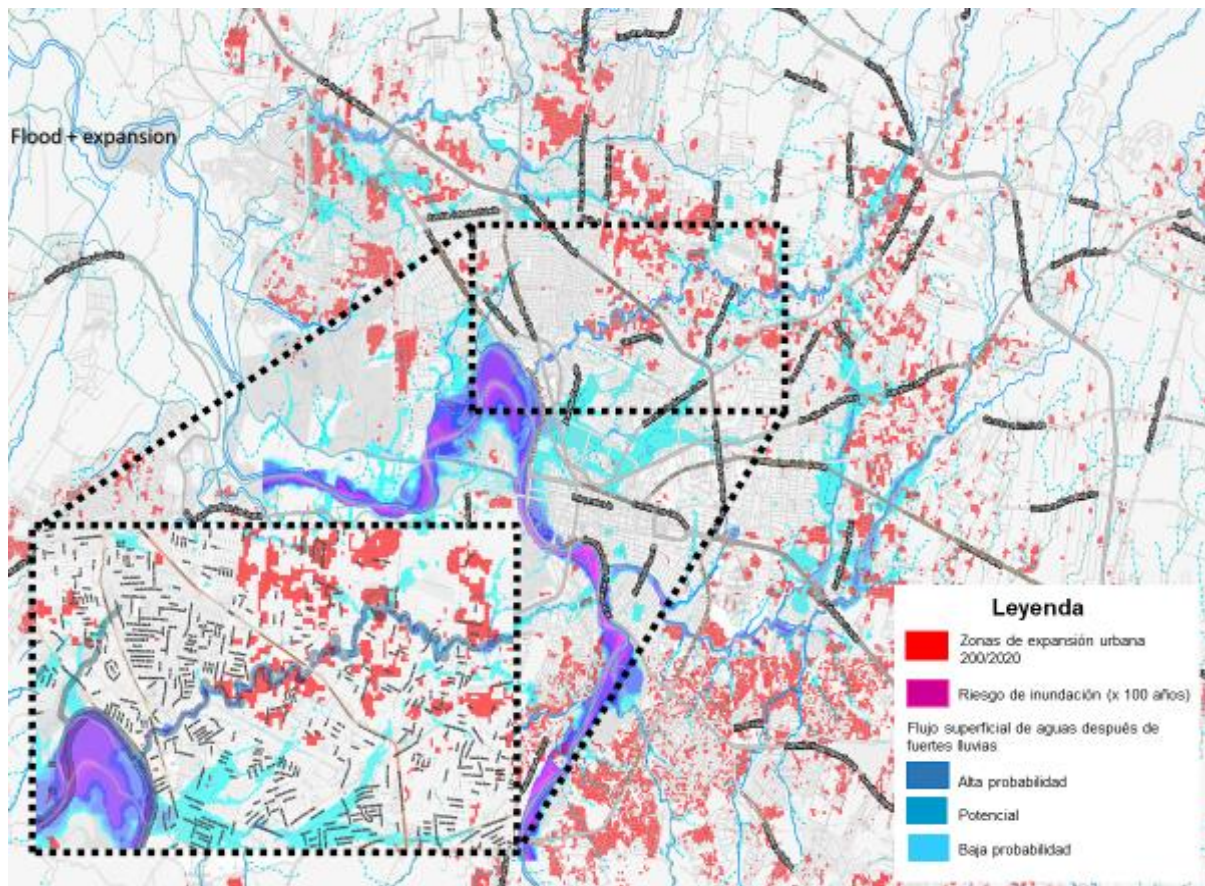 Flood + expansion
Leyenda
Zonas de expansión urbana
200/2020
Riesgo de inundación (x 100 años)
Flujo superficial de aguas después de
fuertes lluvias
Alta probabilidad
Potencial
Baja probabilidad